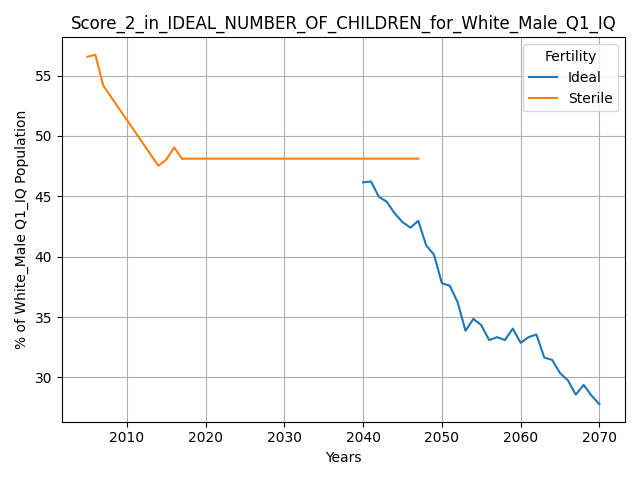 Score_2_in_IDEAL_NUMBER_OF_CHILDREN_for_White_Male_Q1_IQ
Fertility
Ideal
Sterile
% of White_Male Q1_IQ Population
55
50
45
40
35
30
2010 2020 2030 2040 2050 2060 2070
Years